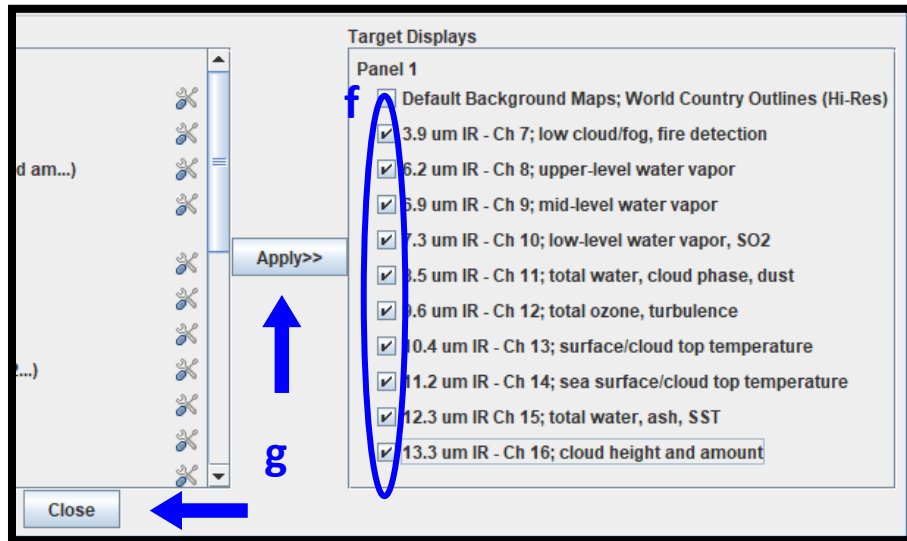 Target Displays
Panel 1
f
Default Background Maps; World Country Outlines (Hi-Res)
3.9 um IR - Ch 7; low cloud/fog, fire detection
d am...)
6.2 um IR - Ch 8; upper-level water vapor
6.9 um IR - Ch 9; mid-level water vapor
7.3 um IR - Ch 10; low-level water vapor, SO2
Apply>>
8.5 um IR - Ch 11; total water, cloud phase, dust
9.6 um IR - Ch 12; total ozone, turbulence
10.4 um IR - Ch 13; surface/cloud top temperature
...)
11.2 um IR - Ch 14; sea surface/cloud top temperature
12.3 um IR Ch 15; total water, ash, SST
g
13.3 um IR - Ch 16; cloud height and amount
Close